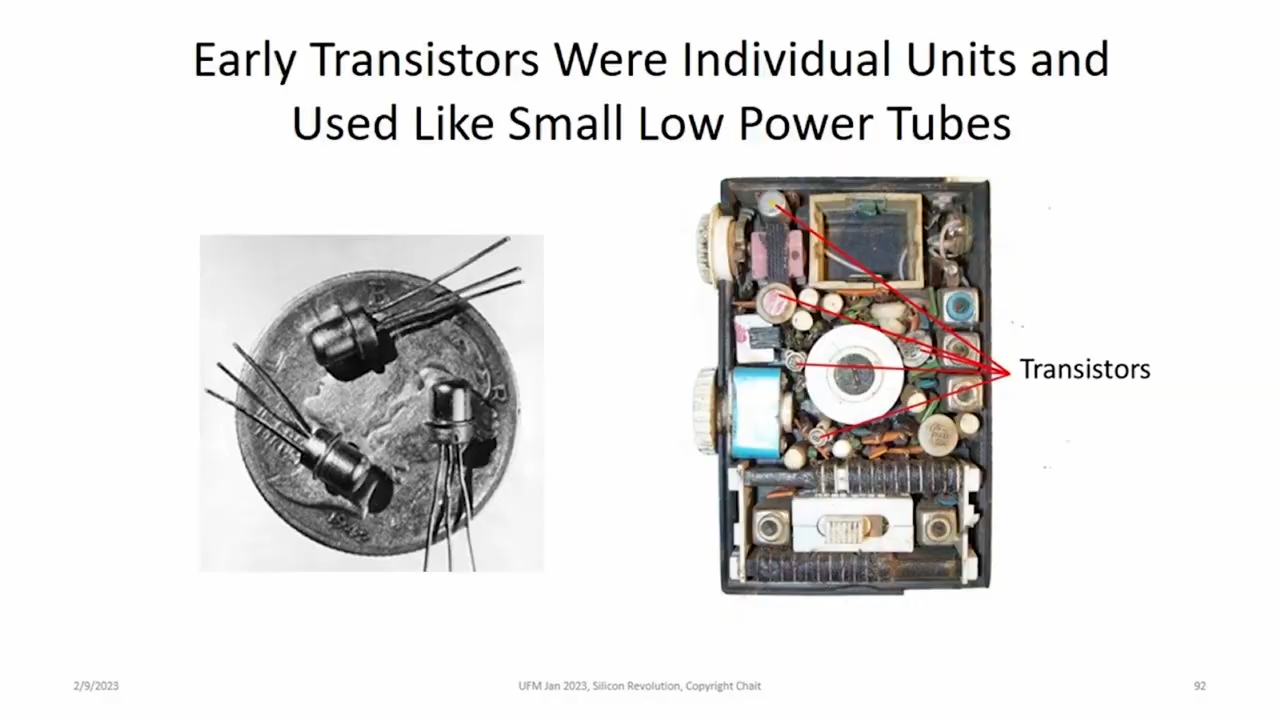 Early Transistors Were Individual Units and
Used Like Small Low Power Tubes
Transistors
2/9/2023
UFM Jan 2023, Silicon Revolution, Copyright Chait
92